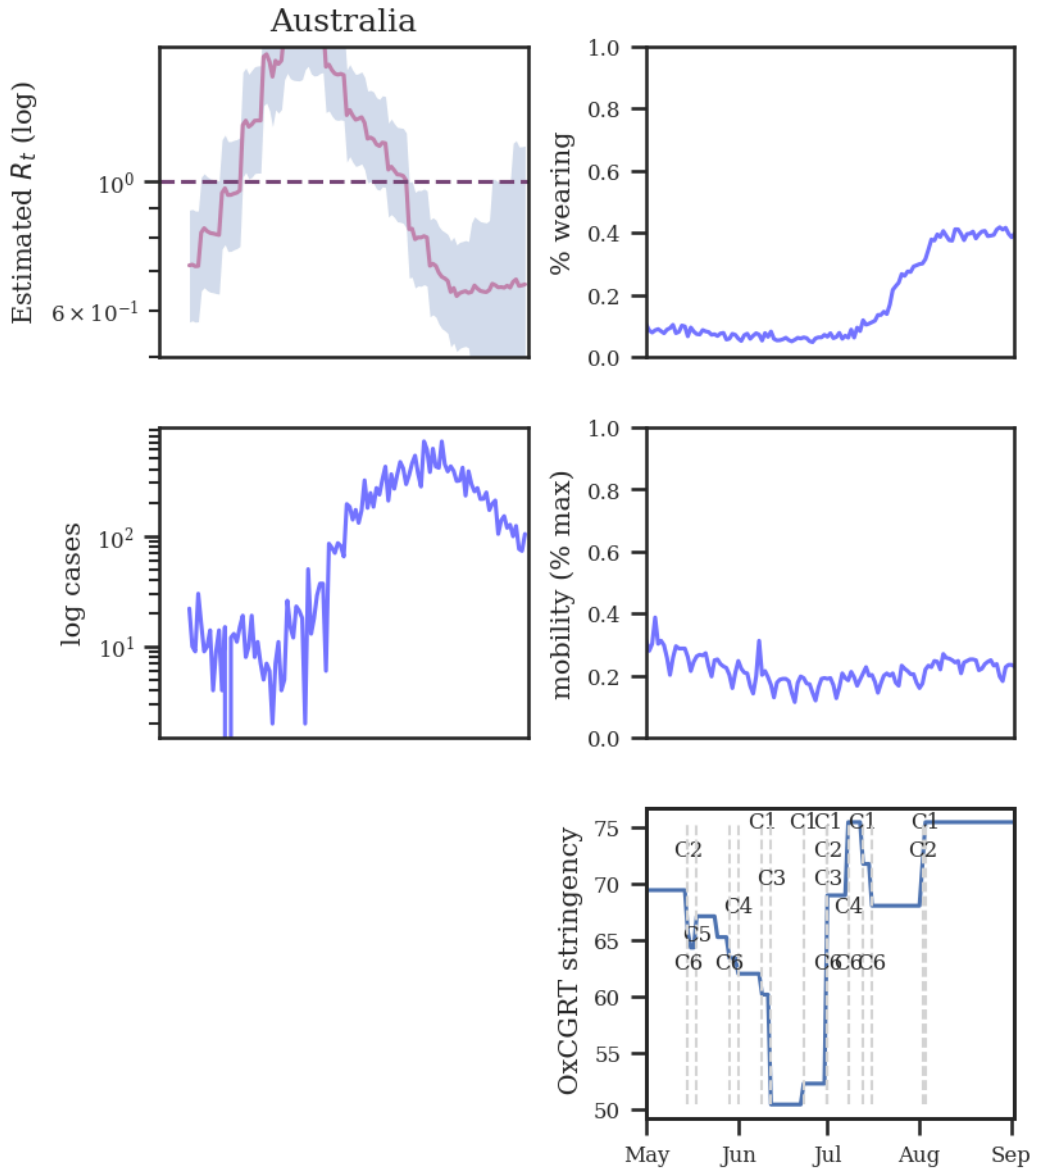 Australia
Estimated R_t (log)
10^0
6 × 10^−1
% wearing
1.0
0.8
0.6
0.4
0.2
0.0
log cases
10^2
10^1
mobility (% max)
1.0
0.8
0.6
0.4
0.2
0.0
OxCGRT stringency
75
70
65
60
55
50
C1 C1 C1 C1 C1
C2 C2 C2
C3 C3
C4 C4
C5
C6 C6 C6 C6 C6
May Jun Jul Aug Sep